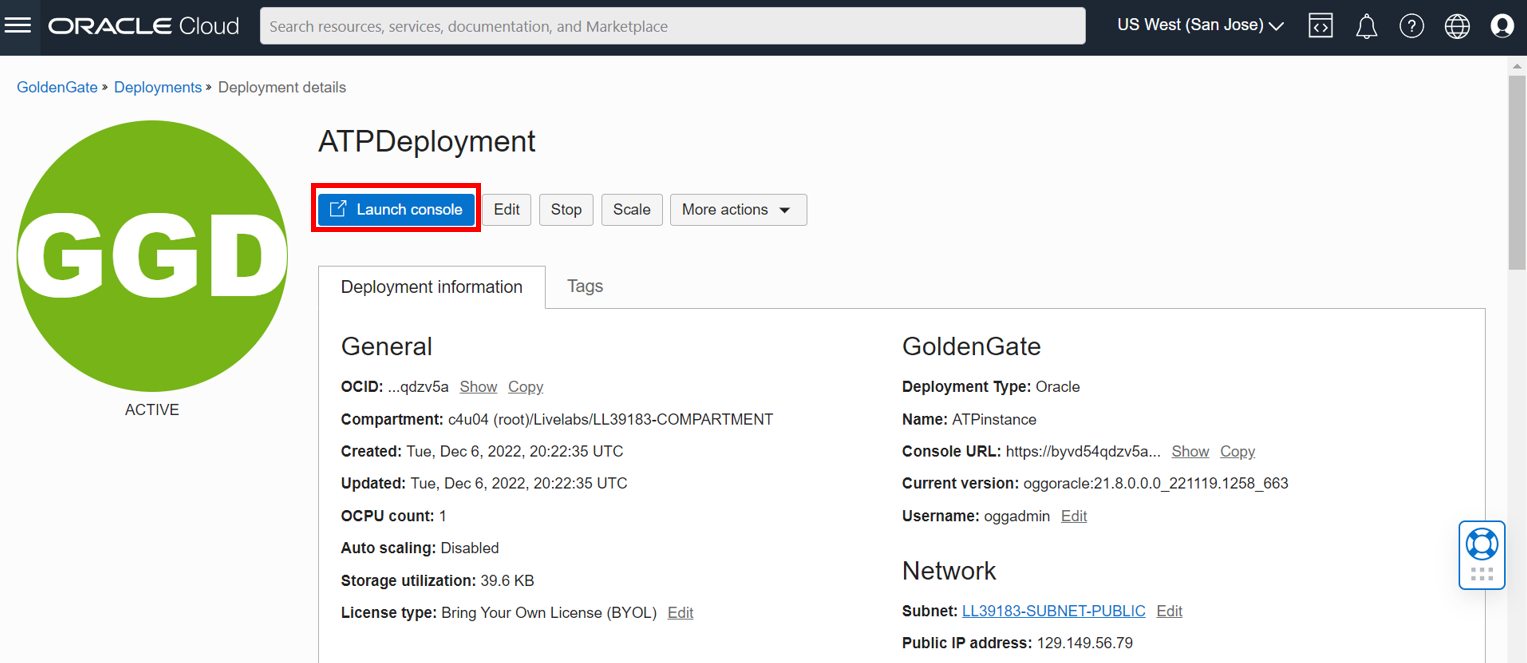 ORACLE Cloud
Search resources, services, documentation, and Marketplace
US West (San Jose)
GoldenGate » Deployments » Deployment details
GGD
ACTIVE
ATPDeployment
Launch console Edit Stop Scale More actions
Deployment information Tags
General
OCID: ...qdzv5a Show Copy
Compartment: c4u04 (root)/Livelabs/LL39183-COMPARTMENT
Created: Tue, Dec 6, 2022, 20:22:35 UTC
Updated: Tue, Dec 6, 2022, 20:22:35 UTC
OCPU count: 1
Auto scaling: Disabled
Storage utilization: 39.6 KB
License type: Bring Your Own License (BYOL) Edit
GoldenGate
Deployment Type: Oracle
Name: ATPinstance
Console URL: https://byvd54qdzv5a... Show Copy
Current version: oggoracle:21.8.0.0.0_221119.1258_663
Username: oggadmin Edit
Network
Subnet: LL39183-SUBNET-PUBLIC Edit
Public IP address: 129.149.56.79